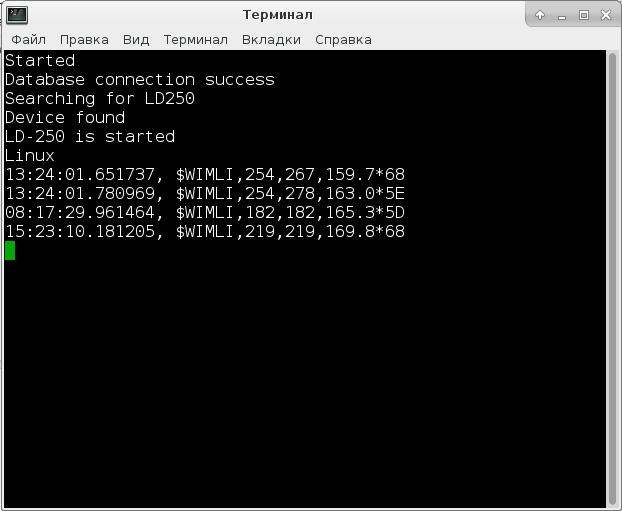 Терминал
Файл Правка Вид Терминал Вкладки Справка
Started
Database connection success
Searching for LD250
Device found
LD-250 is started
Linux
13:24:01.651737, $WIMLI,254,267,159.7*68
13:24:01.780969, $WIMLI,254,278,163.0*5E
08:17:29.961464, $WIMLI,182,182,165.3*5D
15:23:10.181205, $WIMLI,219,219,169.8*68